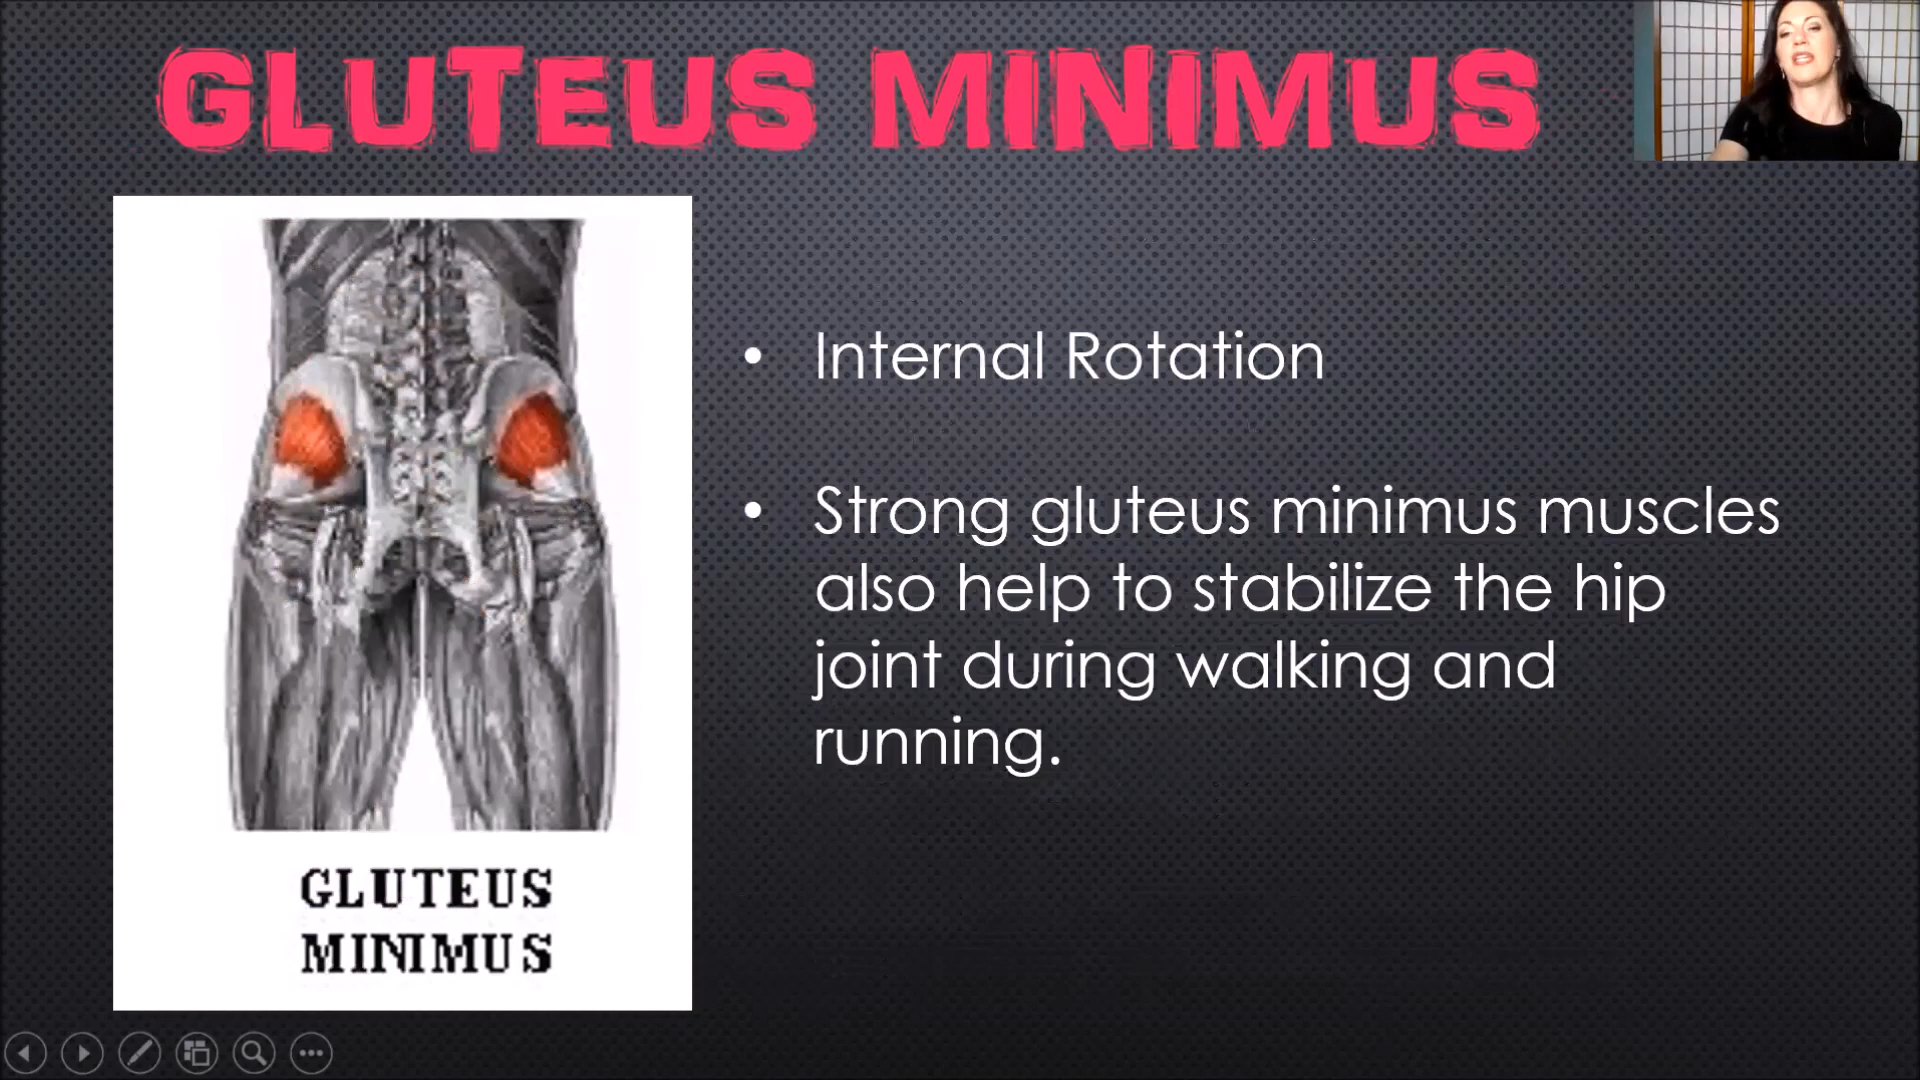 GLUTEUS MINIMUS
• Internal Rotation
• Strong gluteus minimus muscles
also help to stabilize the hip
joint during walking and
running.
GLUTEUS
MINIMUS